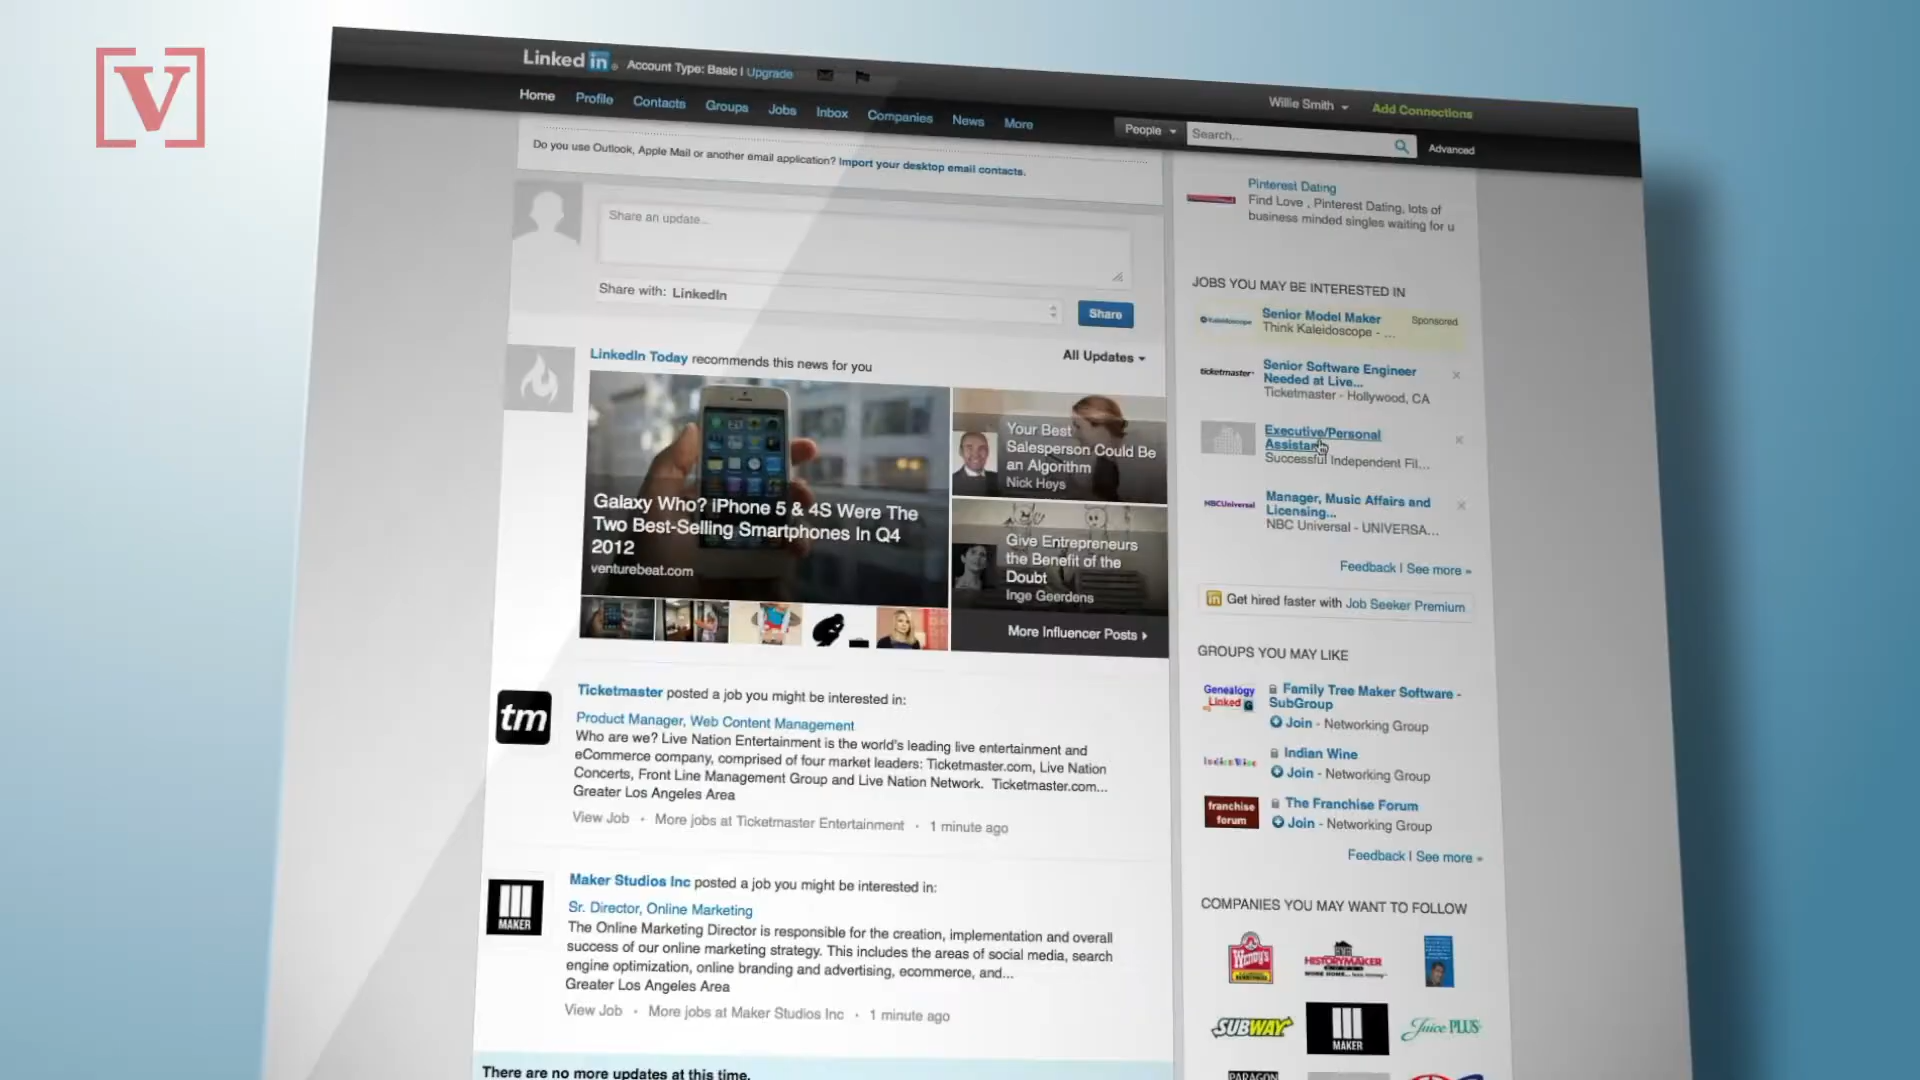 V
Linked in Account Type: Basic | Upgrade
Willie Smith Add Connections
Home Profile Contacts Groups Jobs Inbox Companies News More
People Search... Advanced
Do you use Outlook, Apple Mail or another email application? Import your desktop email contacts.
Share an update...
Share with: LinkedIn
Share
LinkedIn Today recommends this news for you
All Updates
Galaxy Who? iPhone 5 & 4S Were The
Two Best-Selling Smartphones In Q4
2012
venturebeat.com
Your Best
Salesperson Could Be
an Algorithm
Nick Heys
Give Entrepreneurs
the Benefit of the
Doubt
Inge Geerdens
More Influencer Posts
tm
Ticketmaster posted a job you might be interested in:
Product Manager, Web Content Management
Who are we? Live Nation Entertainment is the world's leading live entertainment and
eCommerce company, comprised of four market leaders: Ticketmaster.com, Live Nation
Concerts, Front Line Management Group and Live Nation Network. Ticketmaster.com...
Greater Los Angeles Area
View Job • More jobs at Ticketmaster Entertainment • 1 minute ago
MAKER
Maker Studios Inc posted a job you might be interested in:
Sr. Director, Online Marketing
The Online Marketing Director is responsible for the creation, implementation and overall
success of our online marketing strategy. This includes the areas of social media, search
engine optimization, online branding and advertising, ecommerce, and...
Greater Los Angeles Area
View Job • More jobs at Maker Studios Inc • 1 minute ago
There are no more updates at this time.
Pinterest Dating
Find Love , Pinterest Dating, lots of
business minded singles waiting for u
JOBS YOU MAY BE INTERESTED IN
Kaleidoscope
Senior Model Maker Sponsored
Think Kaleidoscope - ...
ticketmaster
Senior Software Engineer
Needed at Live...
Ticketmaster - Hollywood, CA
Executive/Personal
Assistant
Successful Independent Fil...
NBCUniversal
Manager, Music Affairs and
Licensing...
NBC Universal - UNIVERSA...
Feedback | See more »
in Get hired faster with Job Seeker Premium
GROUPS YOU MAY LIKE
Genealogy
Linked
Family Tree Maker Software -
SubGroup
Join - Networking Group
Indian Wine
Indian Wine
Join - Networking Group
franchise
forum
The Franchise Forum
Join - Networking Group
Feedback | See more »
COMPANIES YOU MAY WANT TO FOLLOW
Wendy's
HISTORYMAKER
SUBWAY
MAKER
Juice PLUS
PARAGON